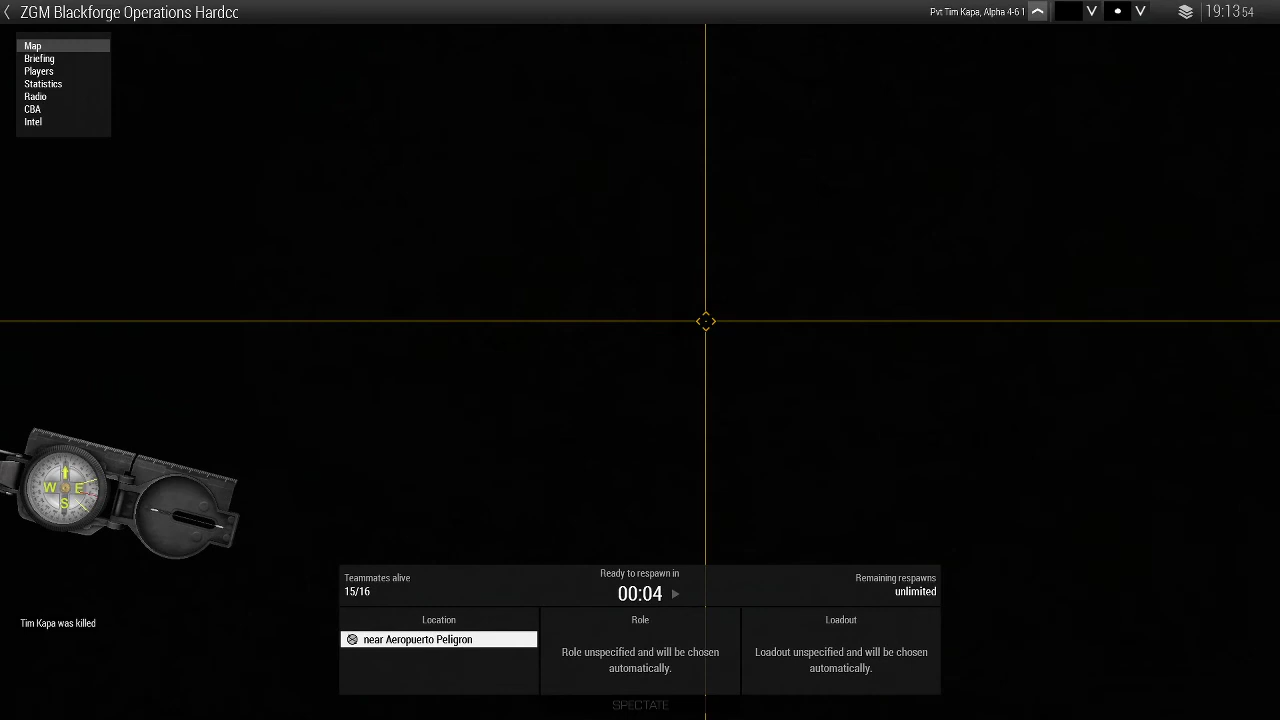 ZGM Blackforge Operations Hardcc
Pvt Tim Kapa, Alpha 4-6 1
19:13 54
Map
Briefing
Players
Statistics
Radio
CBA
Intel
W E
S
Tim Kapa was killed
Teammates alive
15/16
Ready to respawn in
00:04
Remaining respawns
unlimited
Location
near Aeropuerto Peligron
Role
Role unspecified and will be chosen
automatically.
Loadout
Loadout unspecified and will be chosen
automatically.
SPECTATE